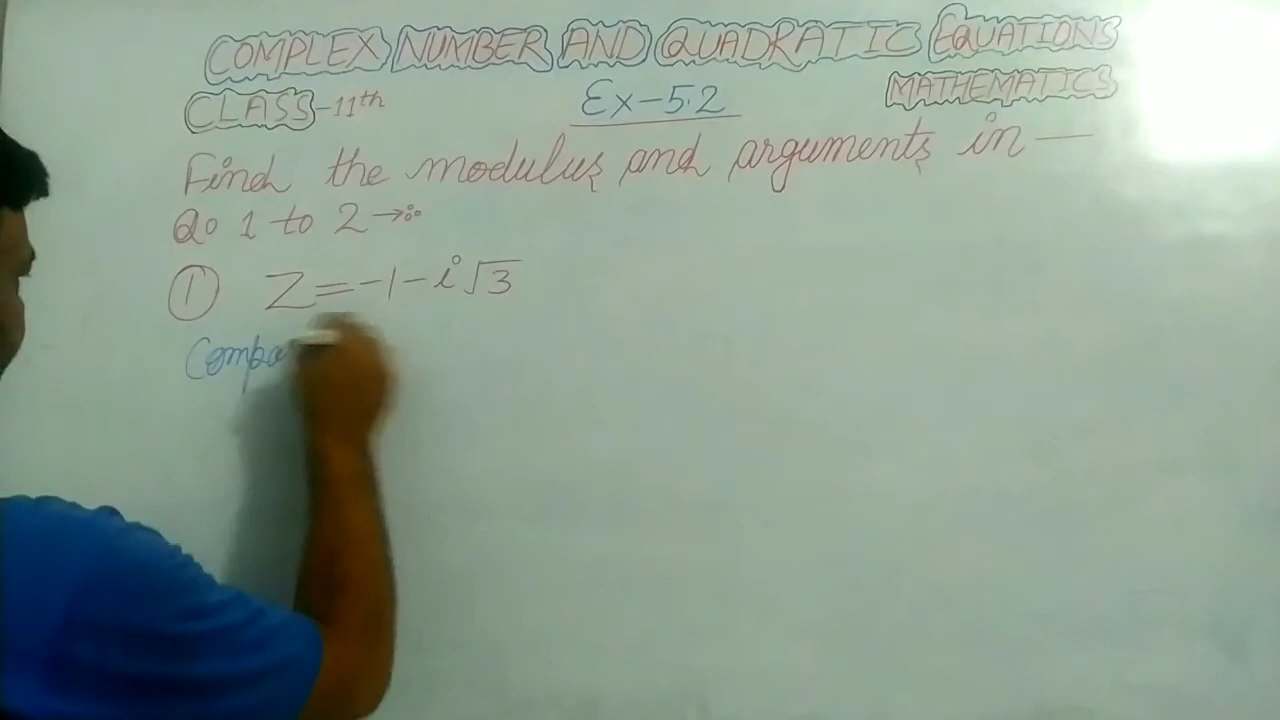 COMPLEX NUMBER AND QUADRATIC EQUATIONS
CLASS-11th Ex-5.2 MATHEMATICS
Find the modulus and arguments in —
Q. 1 to 2 →
① Z=-1-i√3
Compa